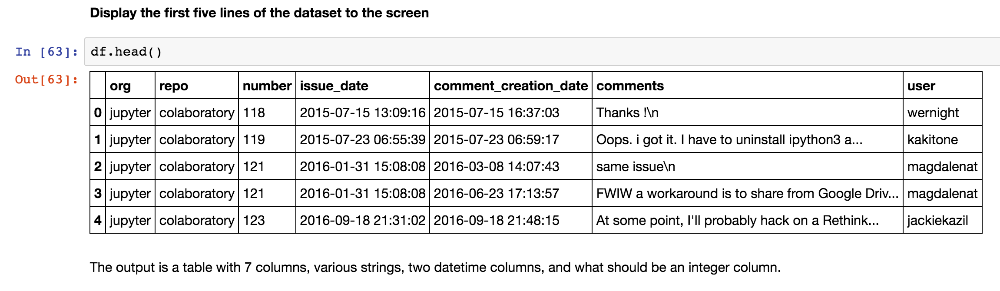 Display the first five lines of the dataset to the screen
In [63]: df.head()
Out[63]:
org repo number issue_date comment_creation_date comments user
0 jupyter colaboratory 118 2015-07-15 13:09:16 2015-07-15 16:37:03 Thanks !\n wernight
1 jupyter colaboratory 119 2015-07-23 06:55:39 2015-07-23 06:59:17 Oops. i got it. I have to uninstall ipython3 a... kakitone
2 jupyter colaboratory 121 2016-01-31 15:08:08 2016-03-08 14:07:43 same issue\n magdalenat
3 jupyter colaboratory 121 2016-01-31 15:08:08 2016-06-23 17:13:57 FWIW a workaround is to share from Google Driv... magdalenat
4 jupyter colaboratory 123 2016-09-18 21:31:02 2016-09-18 21:48:15 At some point, I'll probably hack on a Rethink... jackiekazil
The output is a table with 7 columns, various strings, two datetime columns, and what should be an integer column.